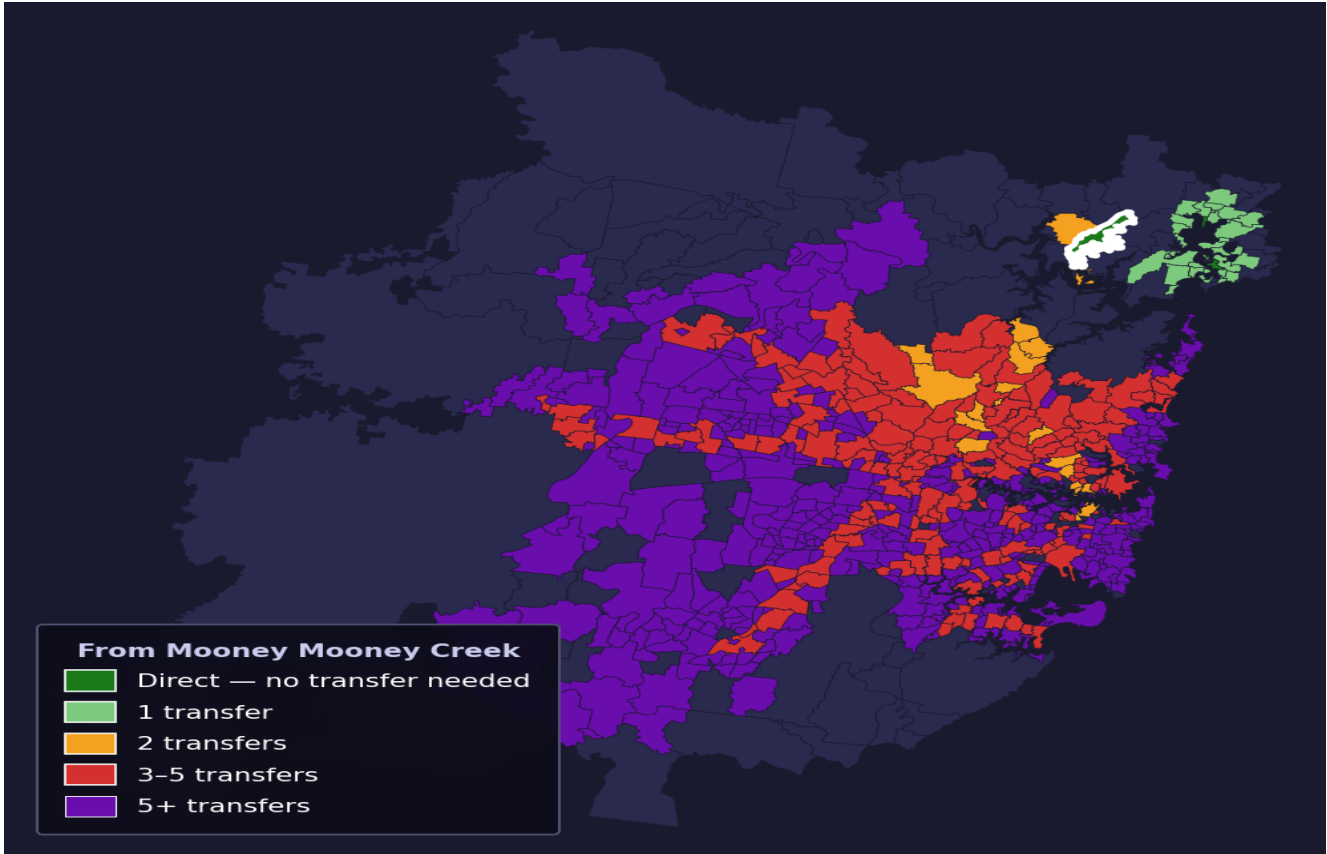 From Mooney Mooney Creek
Direct — no transfer needed
1 transfer
2 transfers
3–5 transfers
5+ transfers